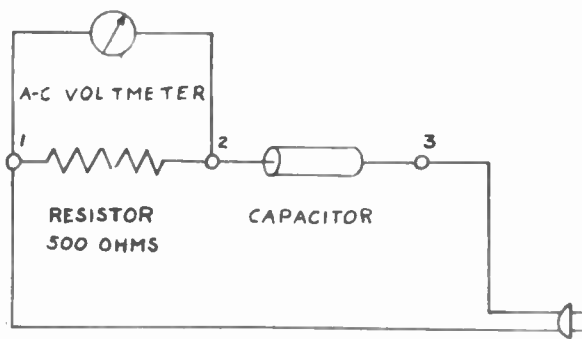 A-C VOLTMETER
1
2
3
RESISTOR
500 OHMS
CAPACITOR